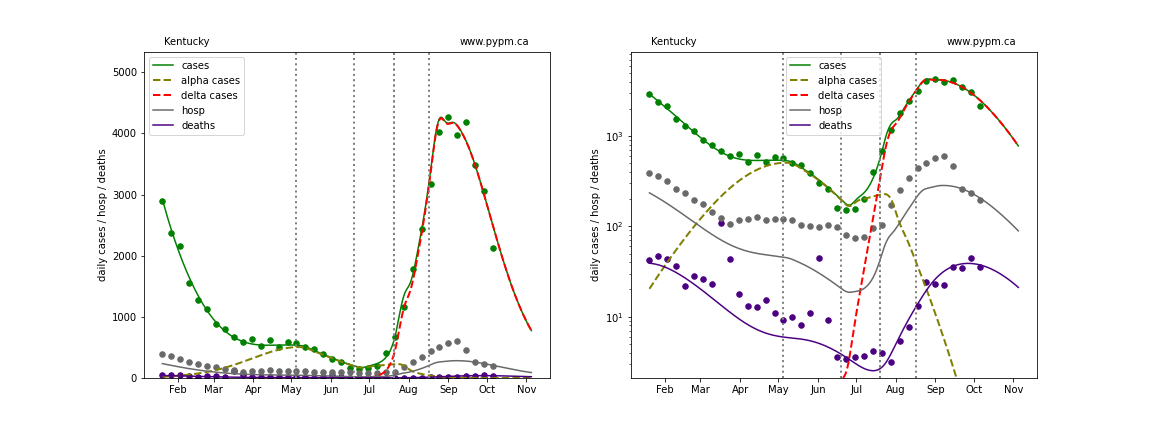 Kentucky www.pypm.ca
cases
alpha cases
delta cases
hosp
deaths
daily cases / hosp / deaths
5000
4000
3000
2000
1000
0
Feb Mar Apr May Jun Jul Aug Sep Oct Nov
Kentucky www.pypm.ca
cases
alpha cases
delta cases
hosp
deaths
daily cases / hosp / deaths
10³
10²
10¹
Feb Mar Apr May Jun Jul Aug Sep Oct Nov